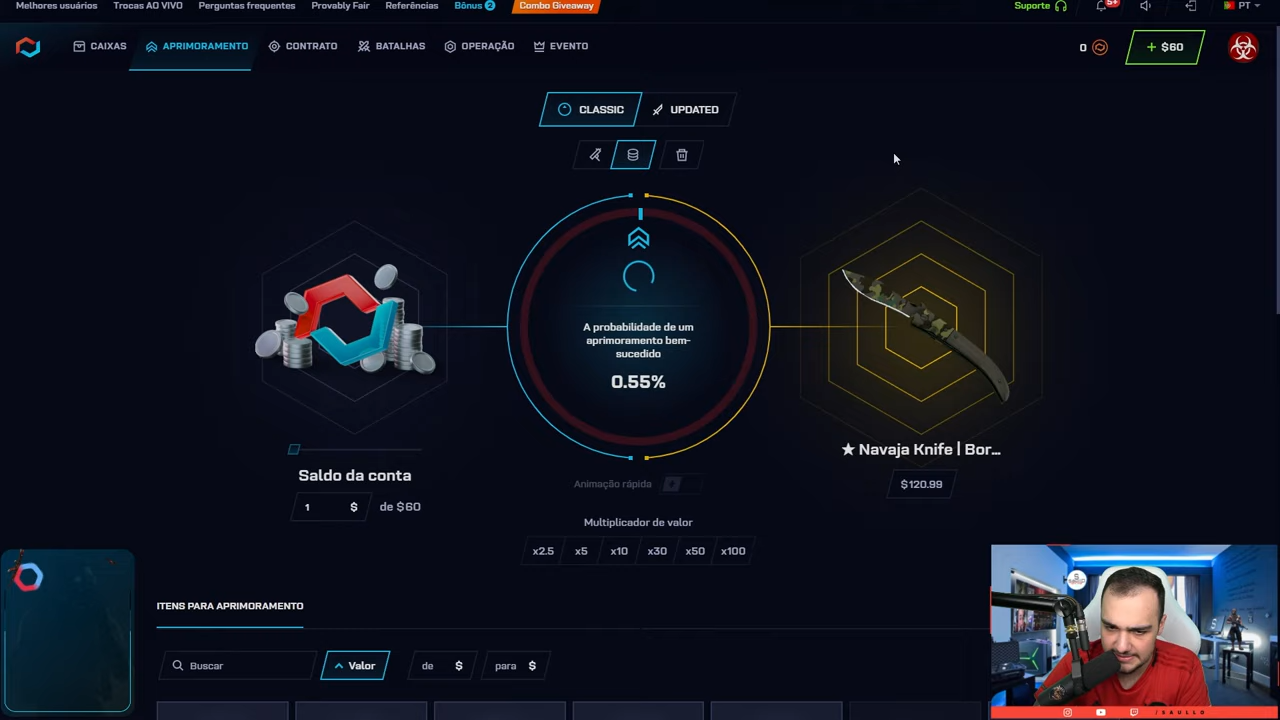 Melhores usuários Trocas AO VIVO Perguntas frequentes Provably Fair Referências Bônus 2 Combo Giveaway Suporte 5+ PT
CAIXAS APRIMORAMENTO CONTRATO BATALHAS OPERAÇÃO EVENTO 0 + $60
CLASSIC UPDATED
A probabilidade de um
aprimoramento bem-
sucedido
0.55%
★ Navaja Knife | Bor...
$120.99
Saldo da conta
1 $ de $60
Animação rápida
Multiplicador de valor
x2.5 x5 x10 x30 x50 x100
ITENS PARA APRIMORAMENTO
Buscar Valor de $ para $
/SAULLO